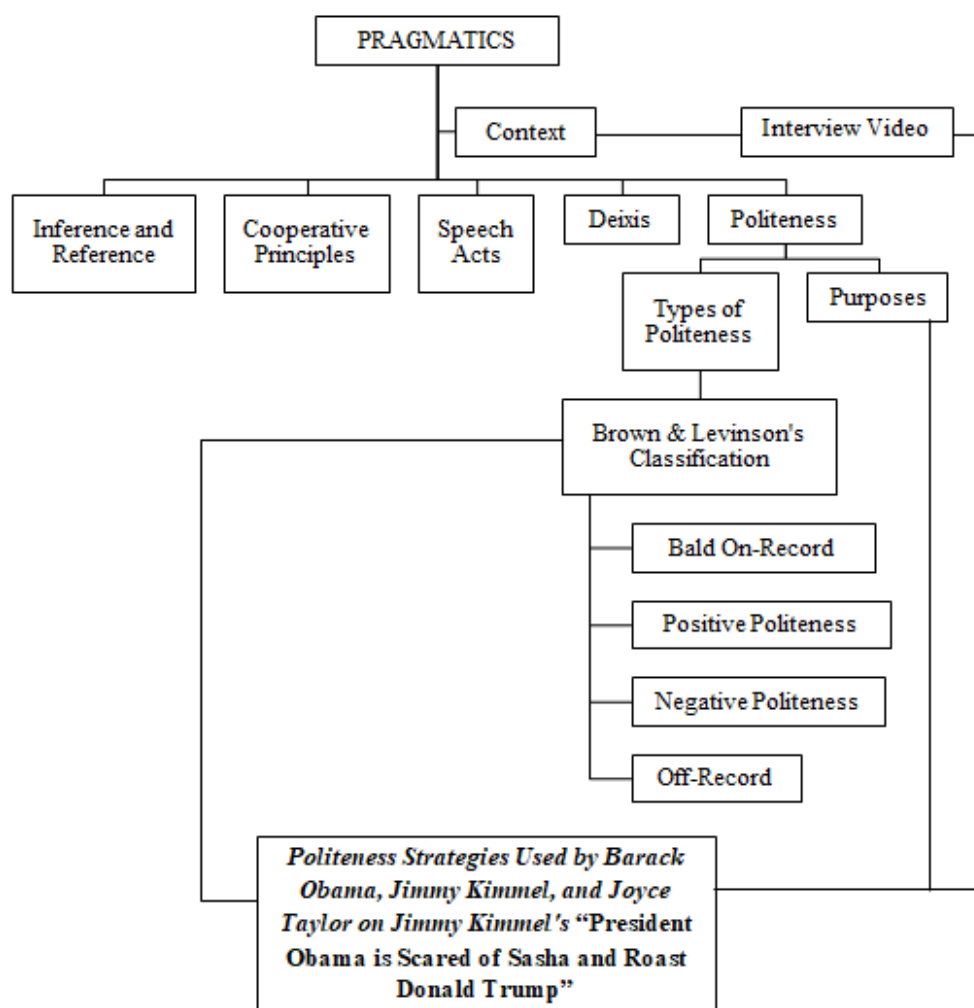 PRAGMATICS
Context
Interview Video
Inference and
Reference
Cooperative
Principles
Speech
Acts
Deixis
Politeness
Types of
Politeness
Purposes
Brown & Levinson's
Classification
Bald On-Record
Positive Politeness
Negative Politeness
Off-Record
Politeness Strategies Used by Barack
Obama, Jimmy Kimmel, and Joyce
Taylor on Jimmy Kimmel's “President
Obama is Scared of Sasha and Roast
Donald Trump”